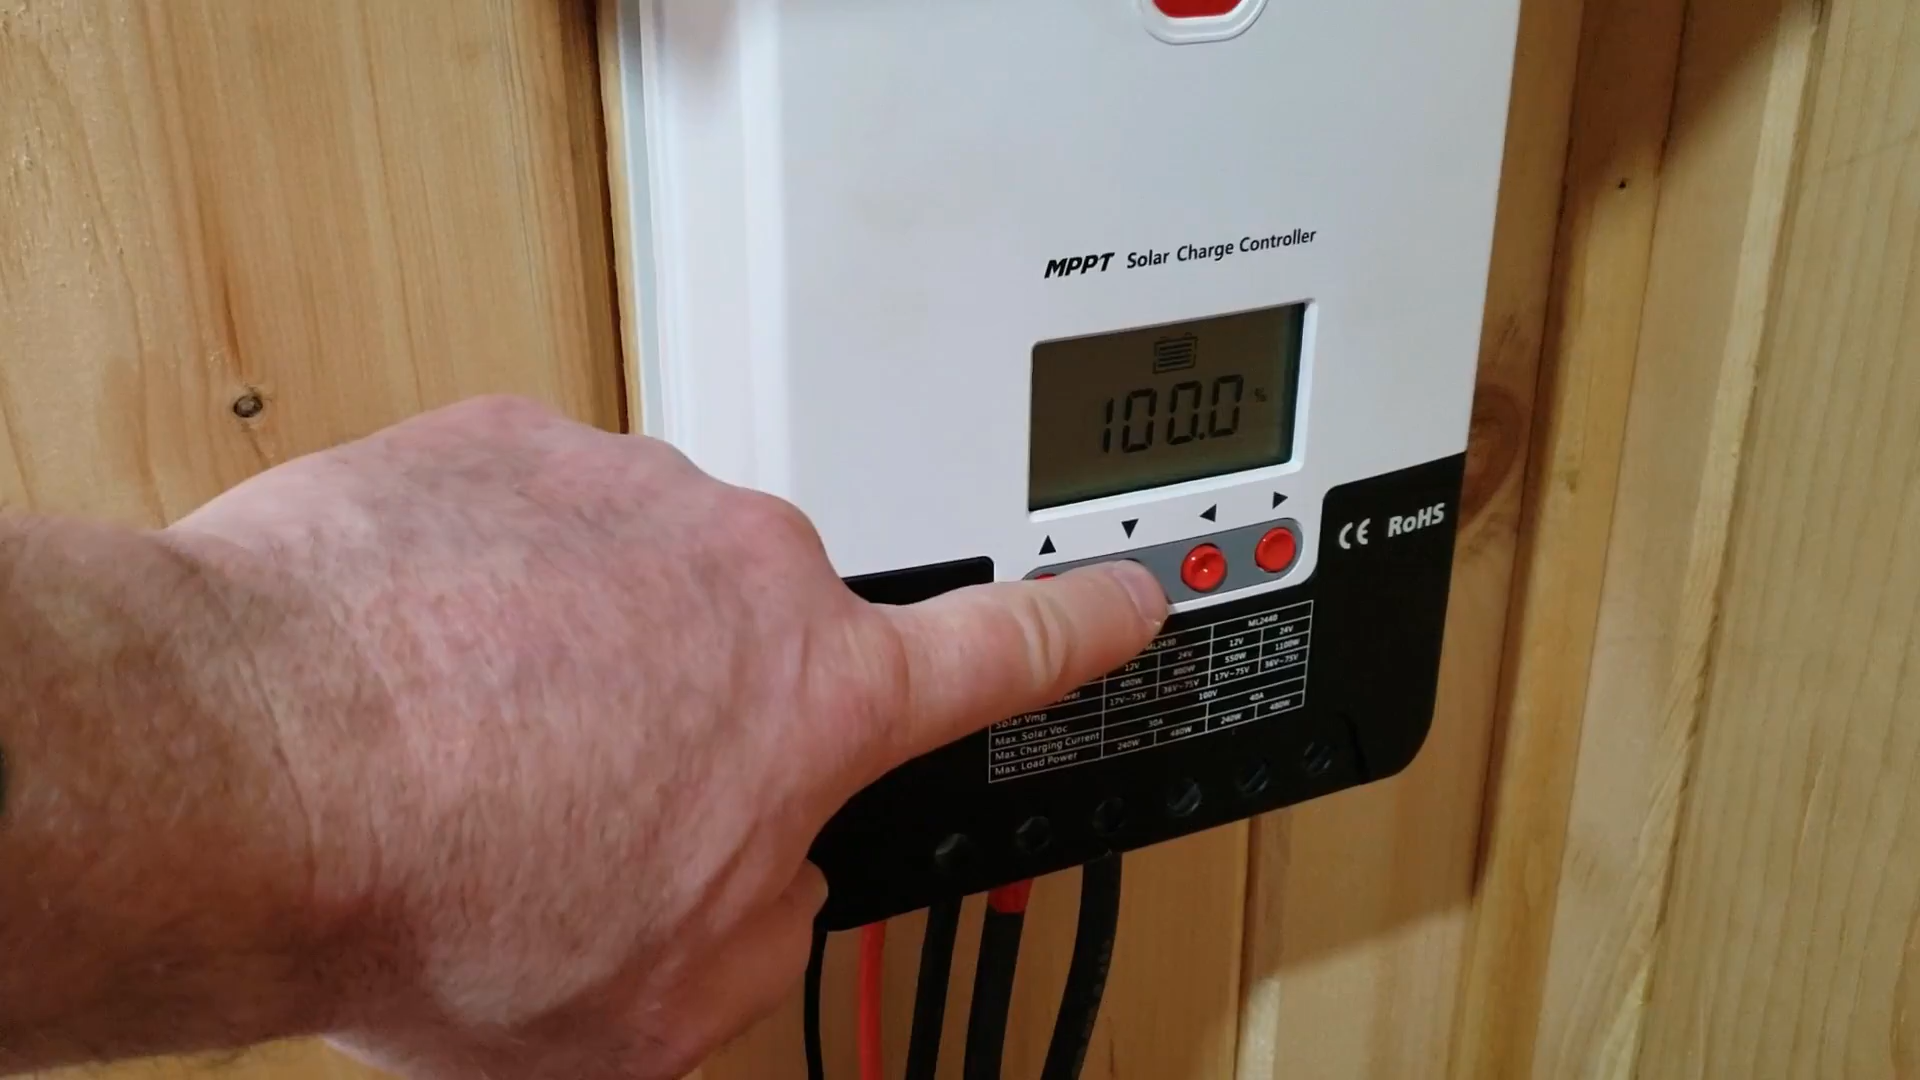 MPPT Solar Charge Controller
100.0 %
CE RoHS
ML2430 ML2440
12V 24V 12V 24V
400W 800W 550W 1100W
17V~75V 36V~75V 17V~75V 36V~75V
Solar Vmp
Max. Solar Voc 100V
Max. Charging Current 30A 40A
Max. Load Power 240W 480W 240W 480W